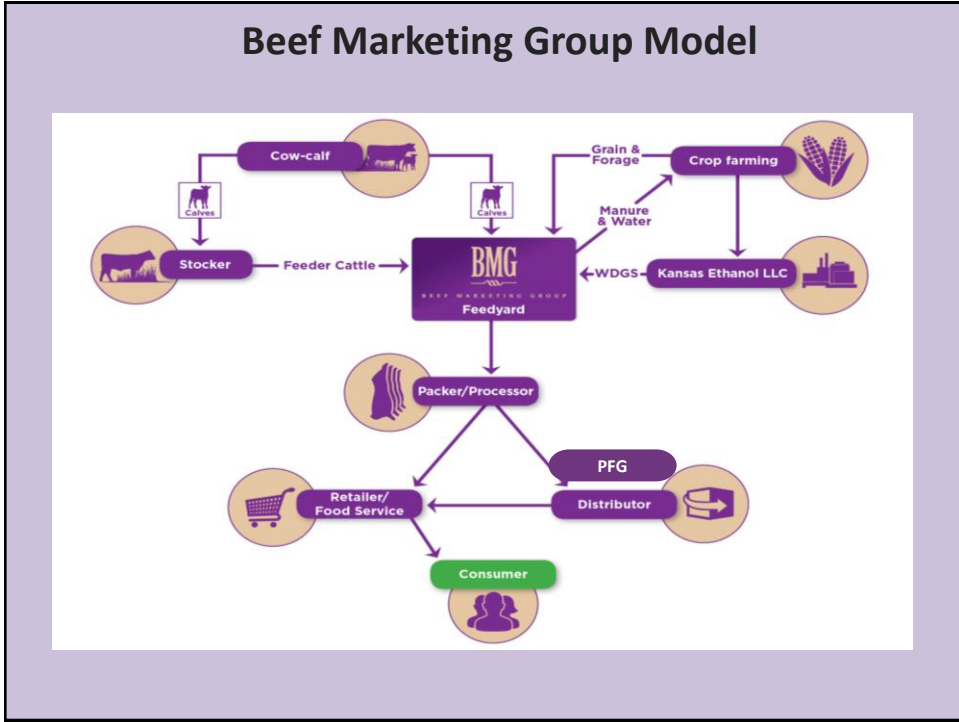 Beef Marketing Group Model
Cow-calf
Grain &
Forage
Crop farming
Calves
Calves
Manure
& Water
Stocker
Feeder Cattle
BMG
BEEF MARKETING GROUP
Feedyard
WDGS
Kansas Ethanol LLC
Packer/Processor
PFG
Retailer/
Food Service
Distributor
Consumer